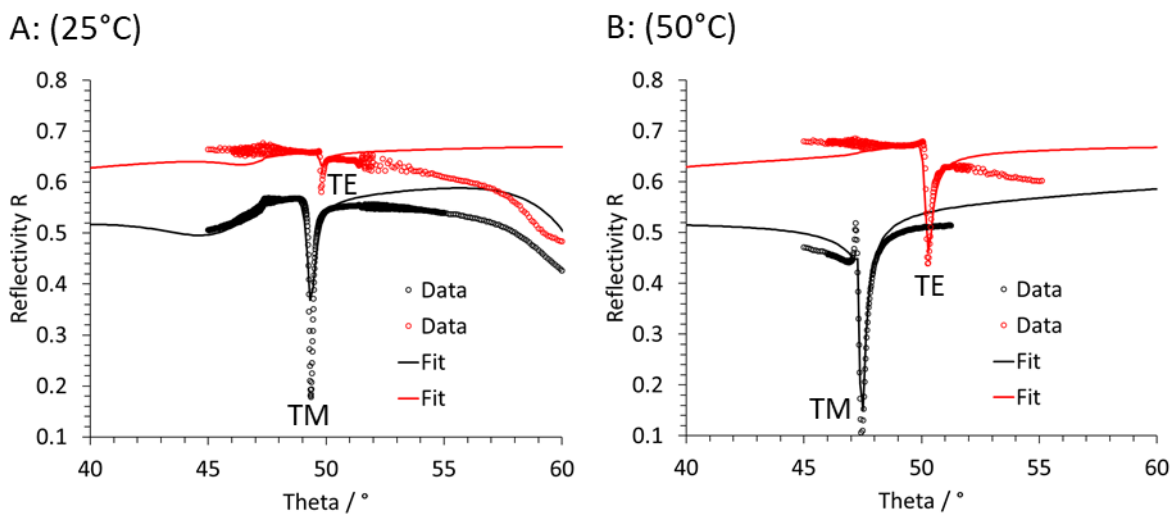 A: (25°C)
0.8
0.7
0.6
0.5
0.4
0.3
0.2
0.1
Reflectivity R
40
45
50
55
60
Theta / °
TE
TM
Data
Data
Fit
Fit
B: (50°C)
0.8
0.7
0.6
0.5
0.4
0.3
0.2
0.1
Reflectivity R
40
45
50
55
60
Theta / °
TE
TM
Data
Data
Fit
Fit